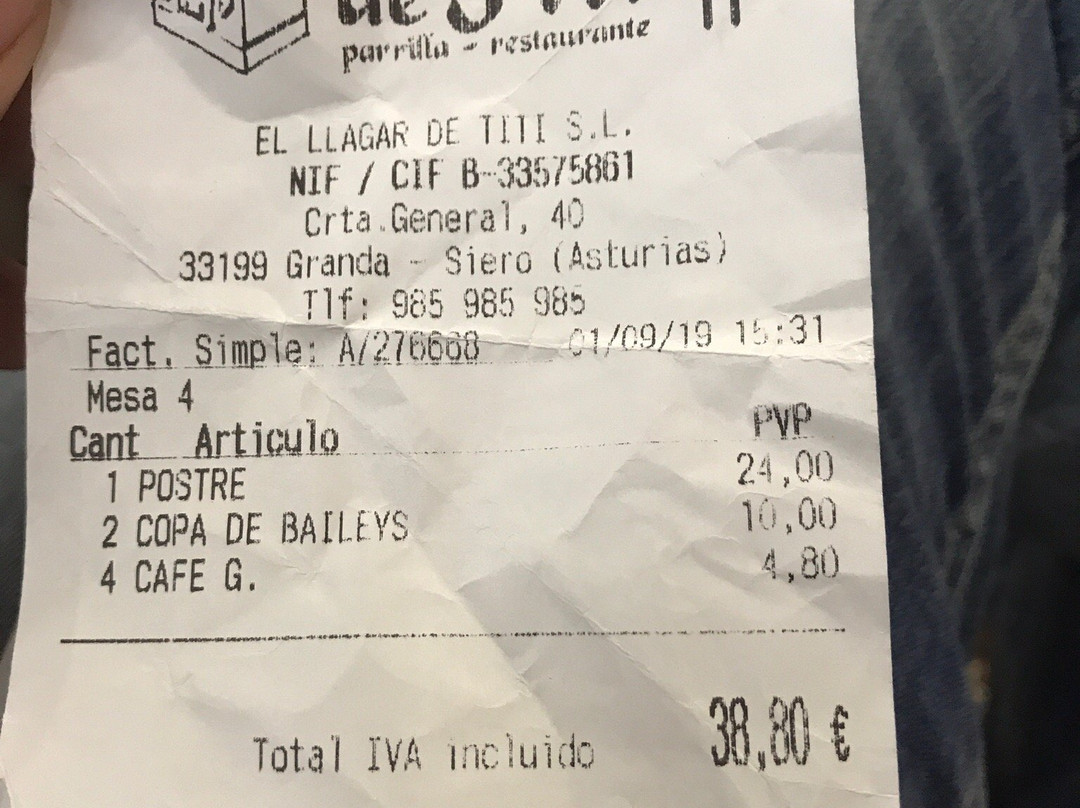 parrilla - restaurante
EL LLAGAR DE TITI S.L.
NIF / CIF B-33575861
Crta.General, 40
33199 Granda - Siero (Asturias)
Tlf: 985 985 985
Fact. Simple: A/276668 01/09/19 15:31
Mesa 4
Cant Articulo PVP
1 POSTRE 24,00
2 COPA DE BAILEYS 10,00
4 CAFE G. 4,80
Total IVA incluido 38,80 €